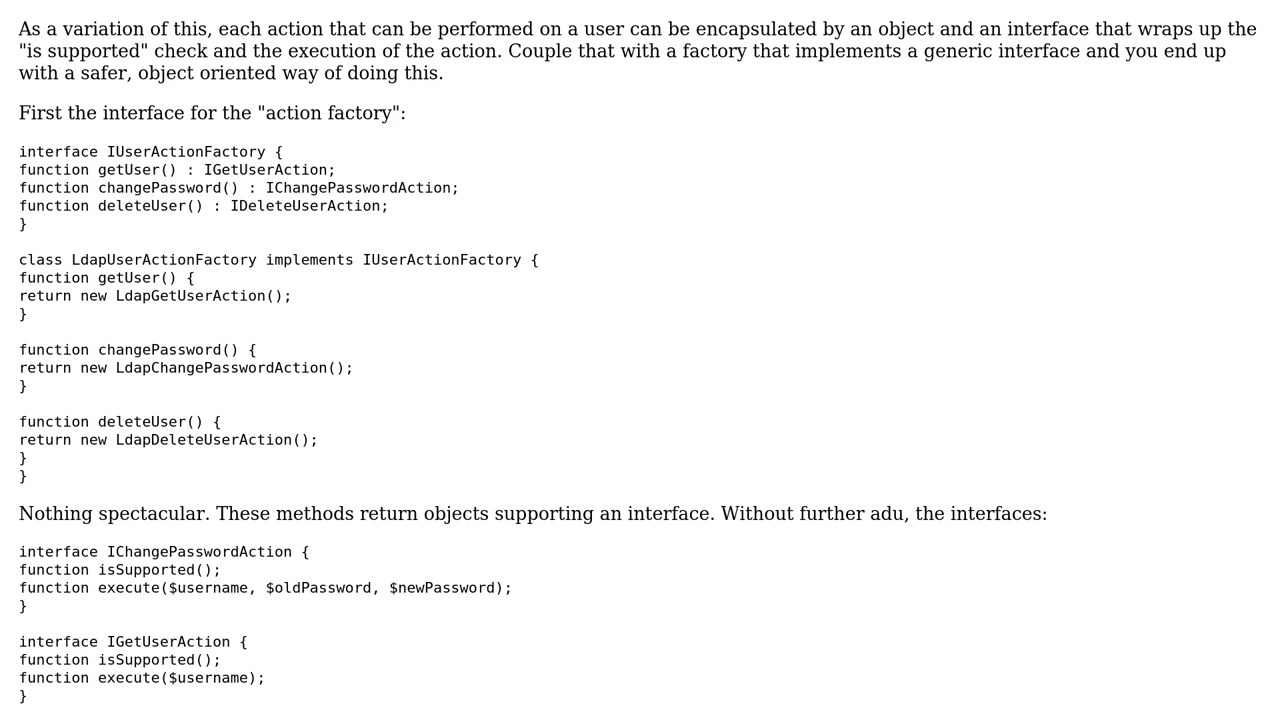 As a variation of this, each action that can be performed on a user can be encapsulated by an object and an interface that wraps up the
"is supported" check and the execution of the action. Couple that with a factory that implements a generic interface and you end up
with a safer, object oriented way of doing this.
First the interface for the "action factory":
interface IUserActionFactory {
function getUser() : IGetUserAction;
function changePassword() : IChangePasswordAction;
function deleteUser() : IDeleteUserAction;
}
class LdapUserActionFactory implements IUserActionFactory {
function getUser() {
return new LdapGetUserAction();
}
function changePassword() {
return new LdapChangePasswordAction();
}
function deleteUser() {
return new LdapDeleteUserAction();
}
}
Nothing spectacular. These methods return objects supporting an interface. Without further adu, the interfaces:
interface IChangePasswordAction {
function isSupported();
function execute($username, $oldPassword, $newPassword);
}
interface IGetUserAction {
function isSupported();
function execute($username);
}